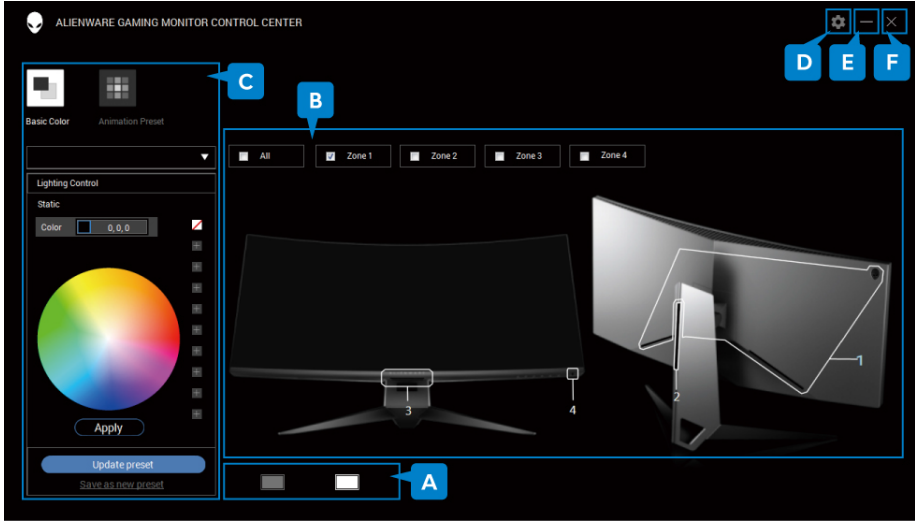 ALIENWARE GAMING MONITOR CONTROL CENTER
D E F
C
B
Basic Color Animation Preset
All Zone 1 Zone 2 Zone 3 Zone 4
Lighting Control
Static
Color 0, 0, 0
1
2
3
4
Apply
Update preset
Save as new preset
A